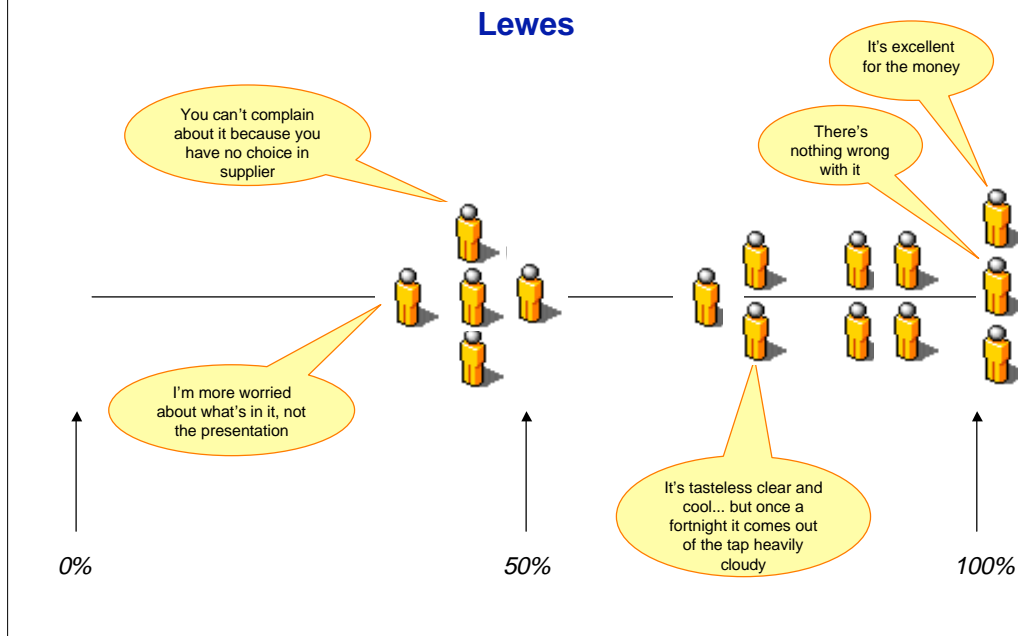 Lewes
It's excellent
for the money
You can’t complain
about it because you
have no choice in
supplier
There’s
nothing wrong
with it
I’m more worried
about what’s in it, not
the presentation
It’s tasteless clear and
cool... but once a
fortnight it comes out
of the tap heavily
cloudy
0%
50%
100%